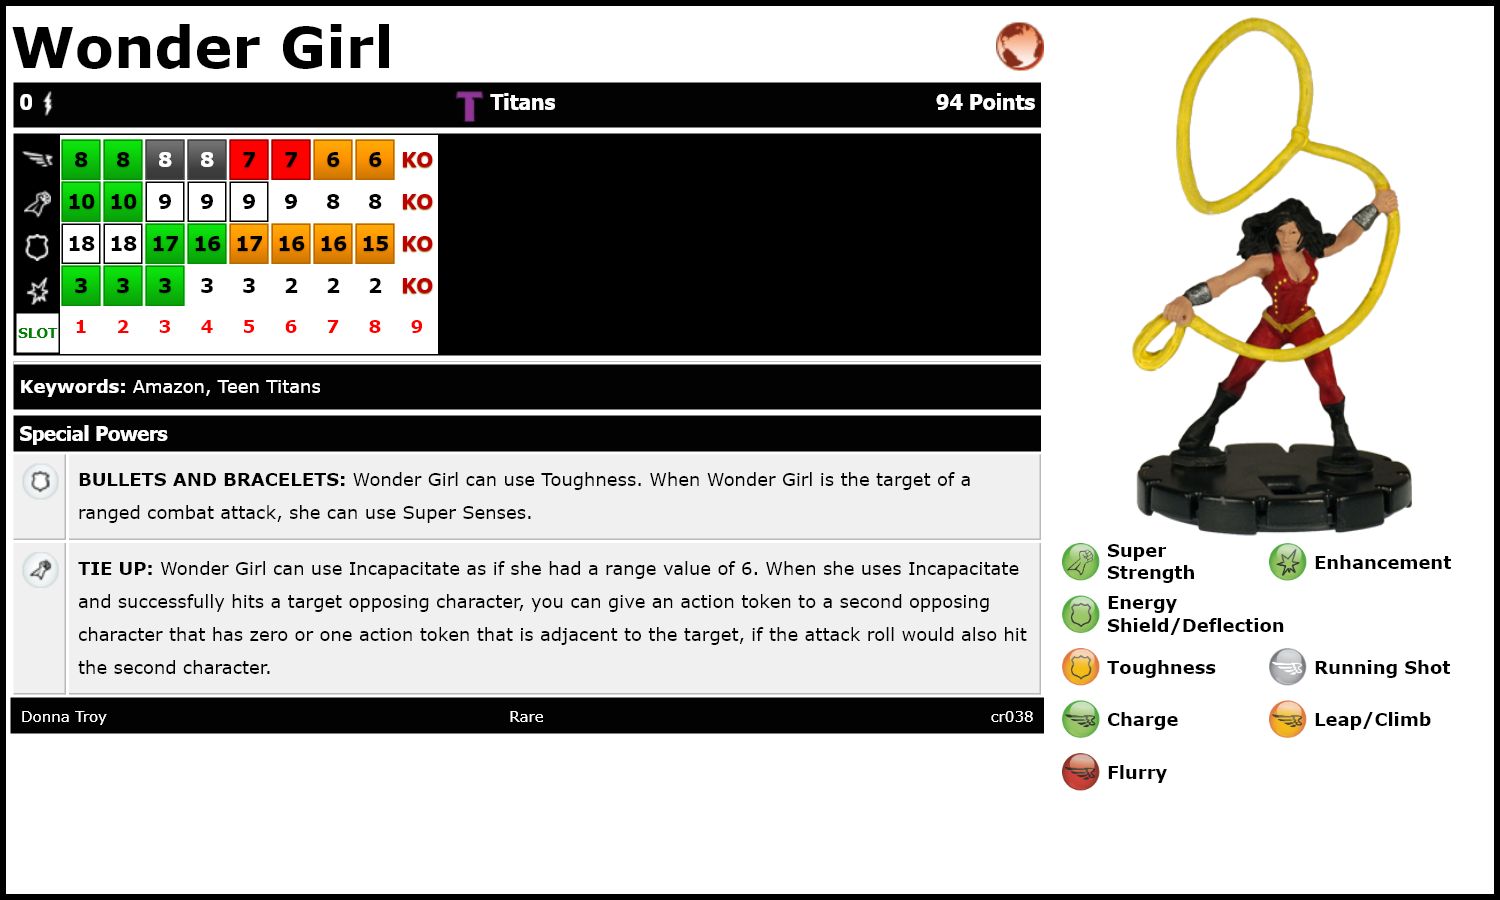 Wonder Girl
0 T Titans 94 Points
8 8 8 8 7 7 6 6 KO
10 10 9 9 9 9 8 8 KO
18 18 17 16 17 16 16 15 KO
3 3 3 3 3 2 2 2 KO
SLOT 1 2 3 4 5 6 7 8 9
Keywords: Amazon, Teen Titans
Special Powers
BULLETS AND BRACELETS: Wonder Girl can use Toughness. When Wonder Girl is the target of a
ranged combat attack, she can use Super Senses.
TIE UP: Wonder Girl can use Incapacitate as if she had a range value of 6. When she uses Incapacitate
and successfully hits a target opposing character, you can give an action token to a second opposing
character that has zero or one action token that is adjacent to the target, if the attack roll would also hit
the second character.
Donna Troy Rare cr038
Super
Strength
Enhancement
Energy
Shield/Deflection
Toughness
Running Shot
Charge
Leap/Climb
Flurry